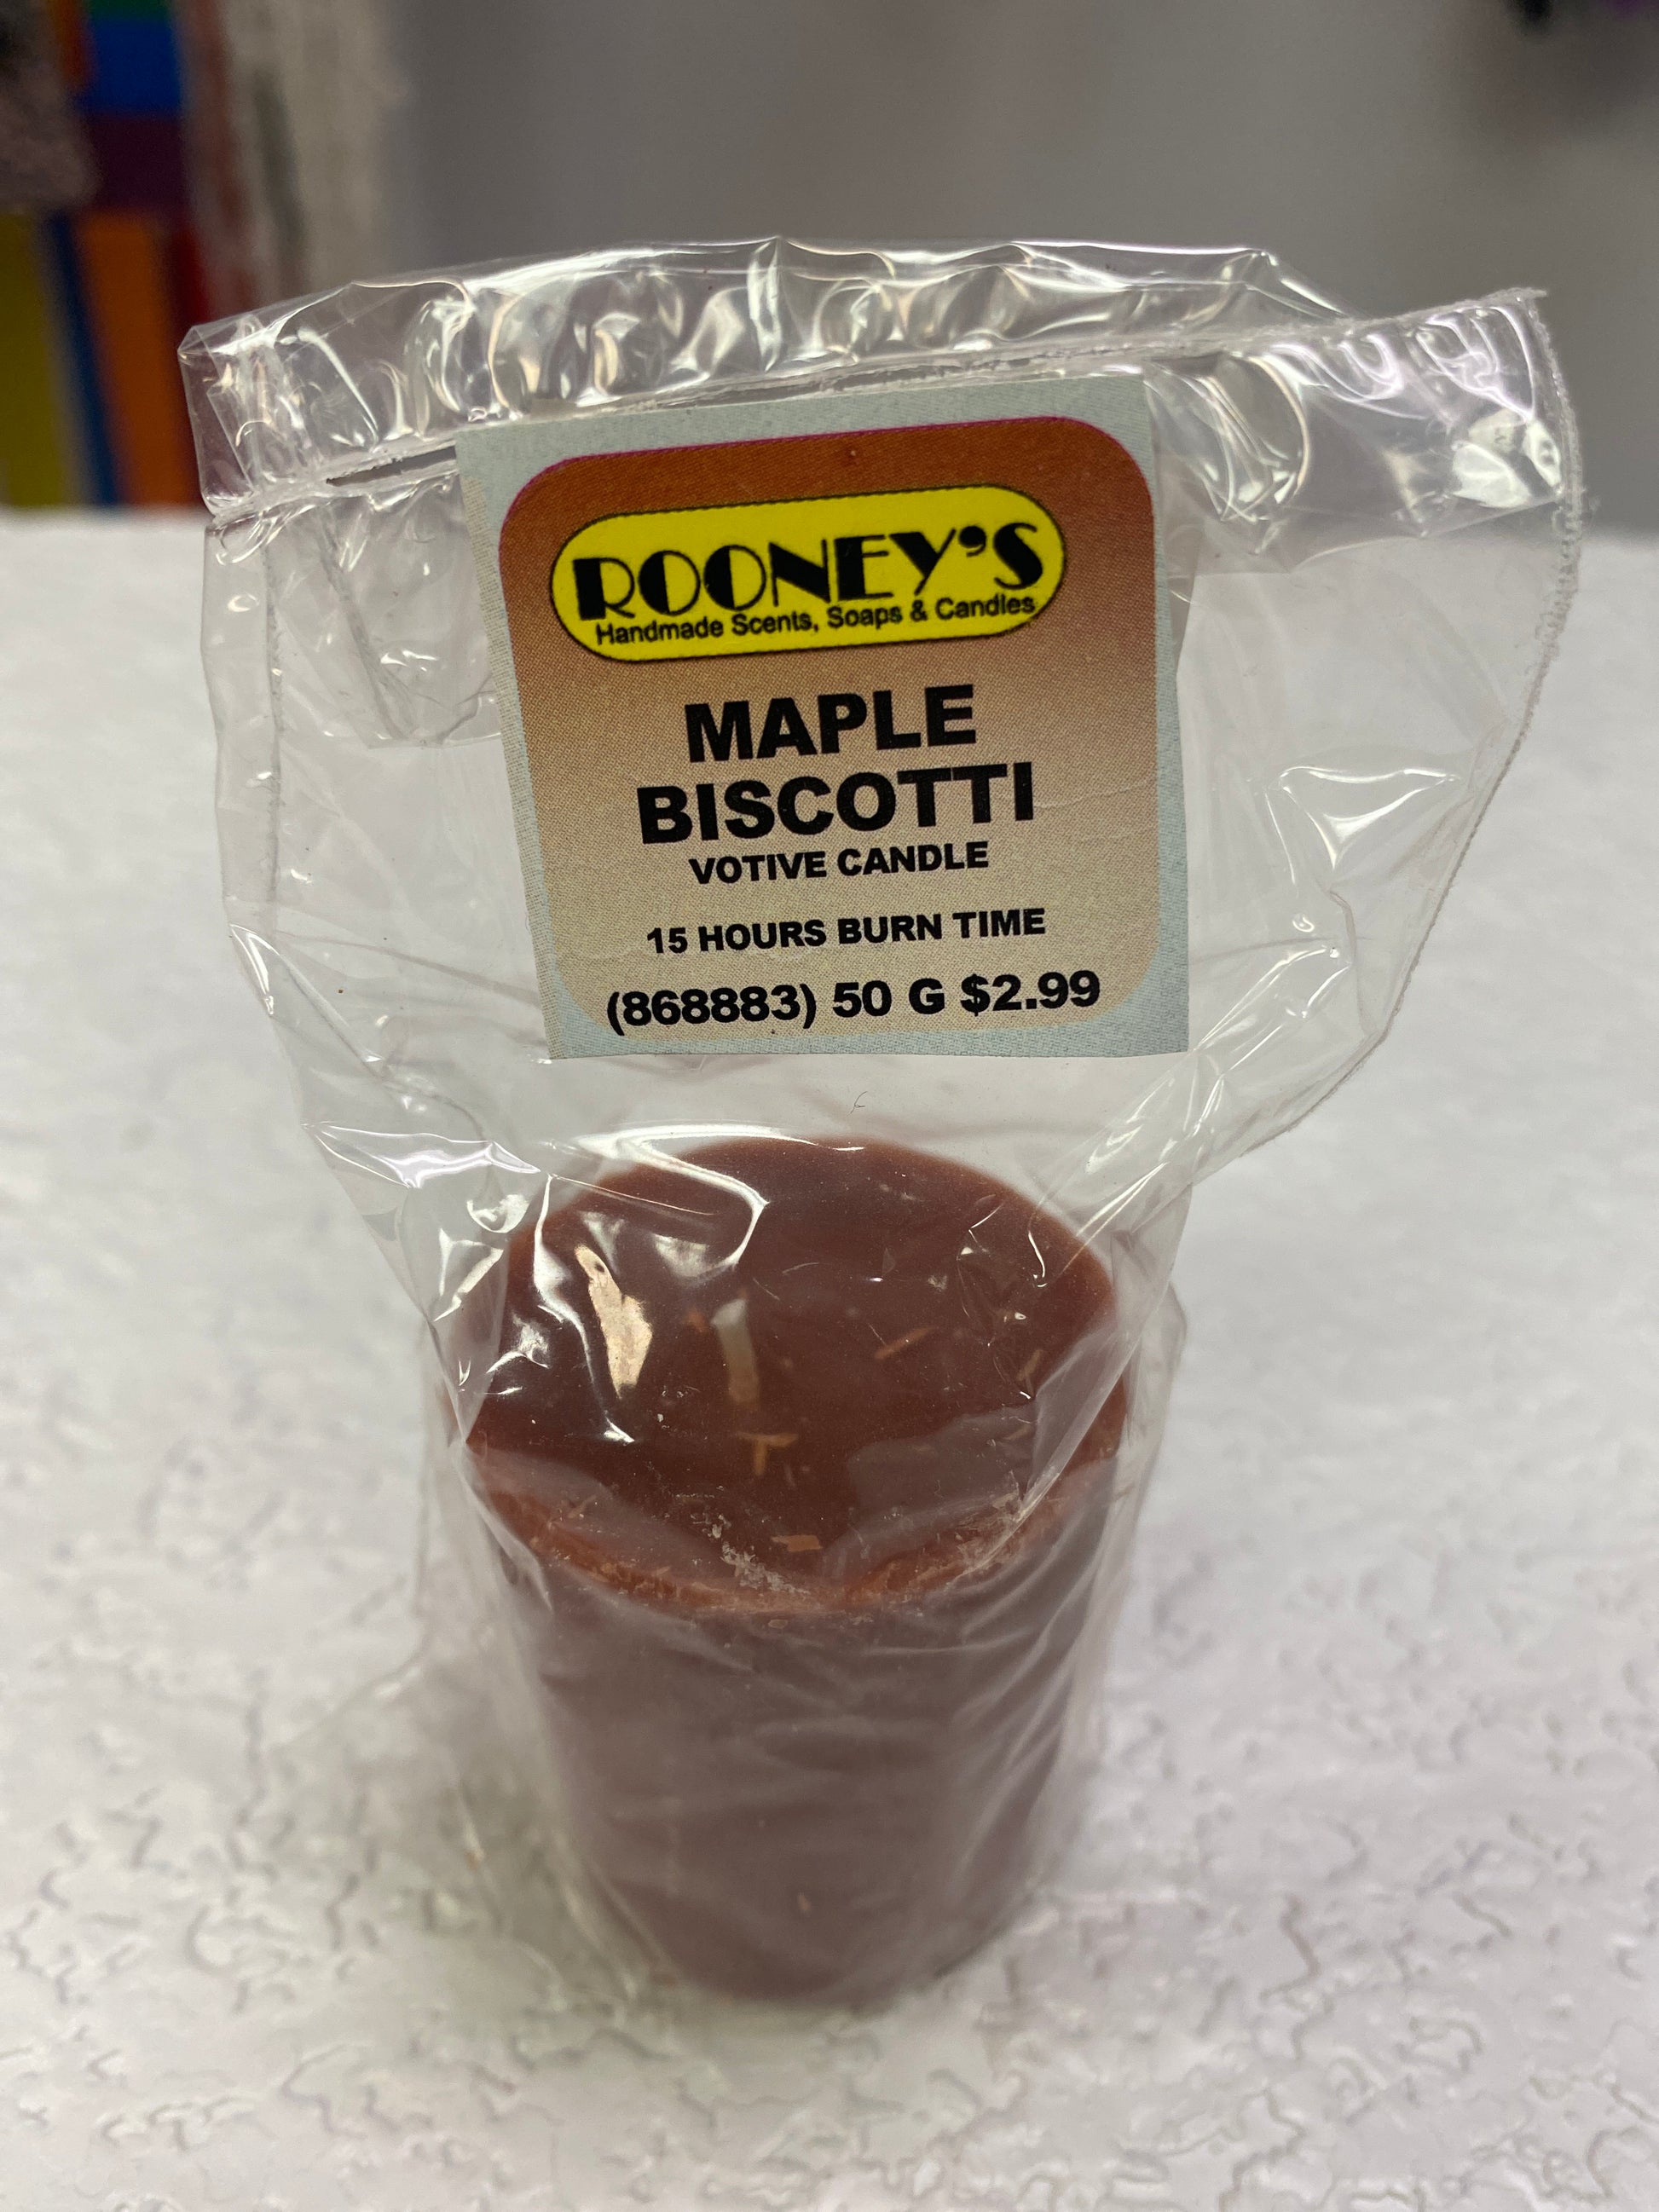 ROONEY'S
Handmade Scents, Soaps & Candles
MAPLE
BISCOTTI
VOTIVE CANDLE
15 HOURS BURN TIME
(868883) 50 G $2.99